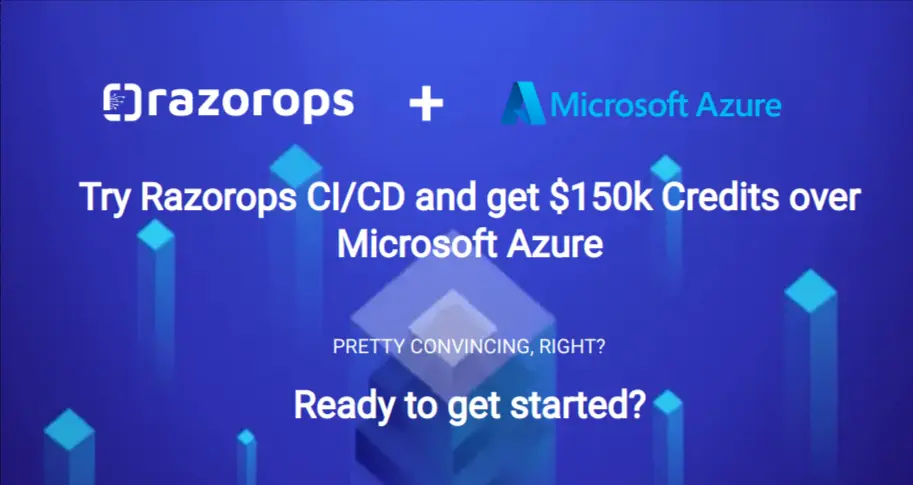 razorops + Microsoft Azure
Try Razorops CI/CD and get $150k Credits over
Microsoft Azure
PRETTY CONVINCING, RIGHT?
Ready to get started?